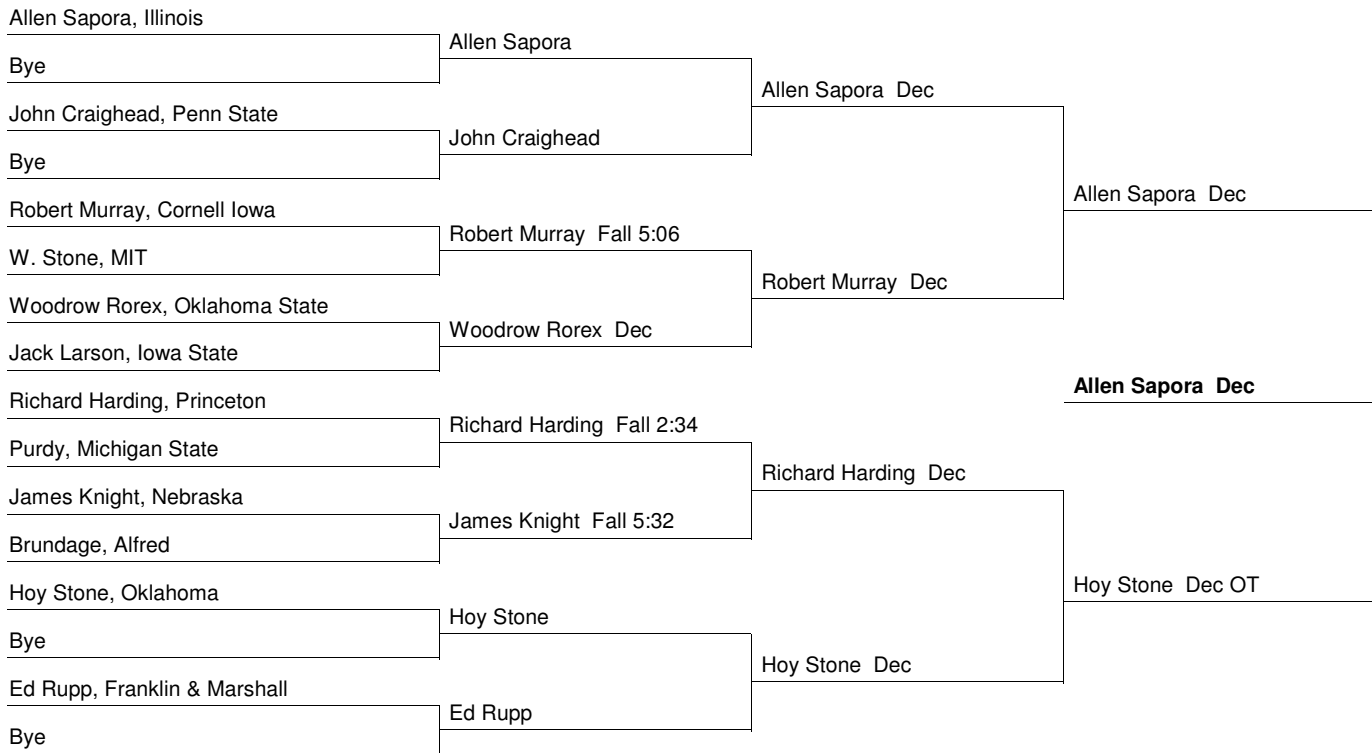 Allen Sapora, Illinois
Bye
John Craighead, Penn State
Bye
Robert Murray, Cornell Iowa
W. Stone, MIT
Woodrow Rorex, Oklahoma State
Jack Larson, Iowa State
Richard Harding, Princeton
Purdy, Michigan State
James Knight, Nebraska
Brundage, Alfred
Hoy Stone, Oklahoma
Bye
Ed Rupp, Franklin & Marshall
Bye
Allen Sapora
John Craighead
Robert Murray Fall 5:06
Woodrow Rorex Dec
Richard Harding Fall 2:34
James Knight Fall 5:32
Hoy Stone
Ed Rupp
Allen Sapora Dec
Robert Murray Dec
Richard Harding Dec
Hoy Stone Dec
Allen Sapora Dec
Hoy Stone Dec OT
Allen Sapora Dec